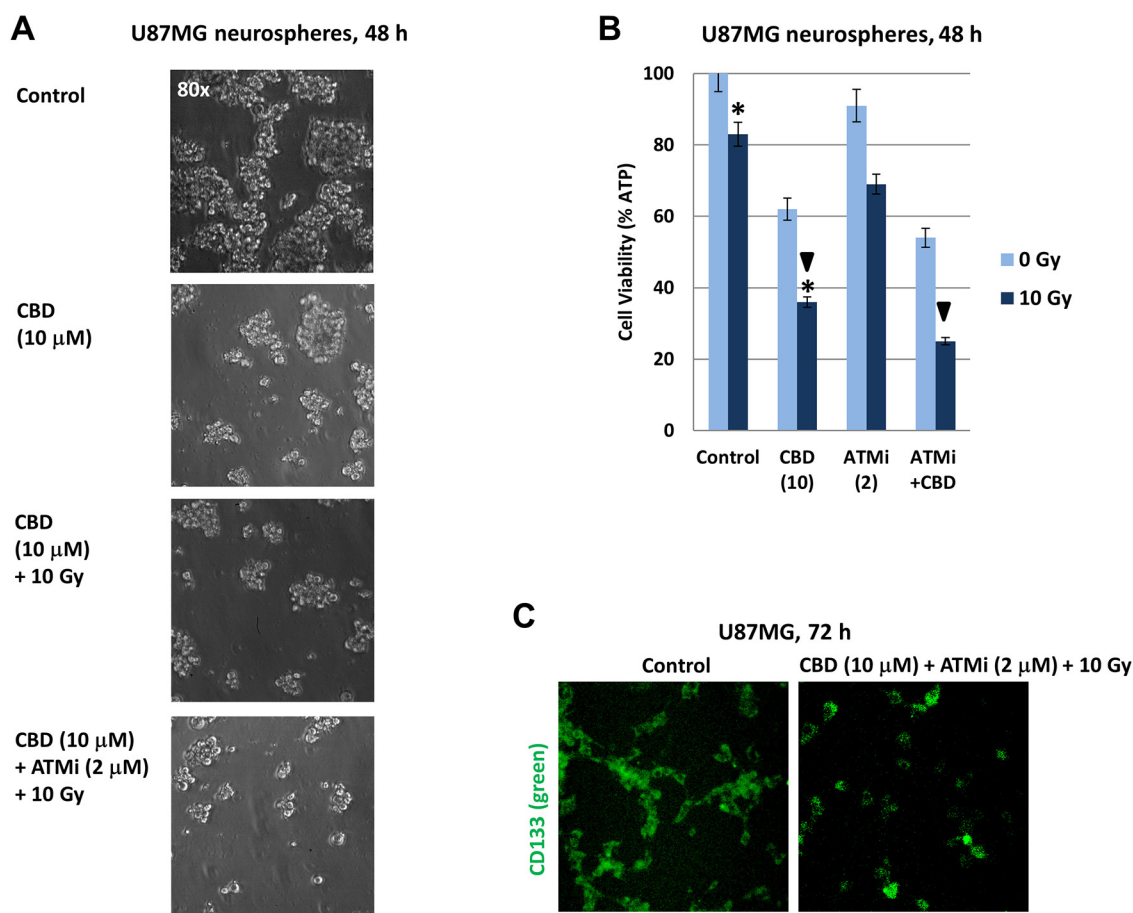 A
U87MG neurospheres, 48 h
Control
80x
CBD
(10 μM)
CBD
(10 μM)
+ 10 Gy
CBD (10 μM)
+ ATMi (2 μM)
+ 10 Gy
B
U87MG neurospheres, 48 h
Cell Viability (% ATP)
100
80
60
40
20
0
*
*
Control
CBD
(10)
ATMi
(2)
ATMi
+CBD
0 Gy
10 Gy
C
U87MG, 72 h
Control
CBD (10 μM) + ATMi (2 μM) + 10 Gy
CD133 (green)